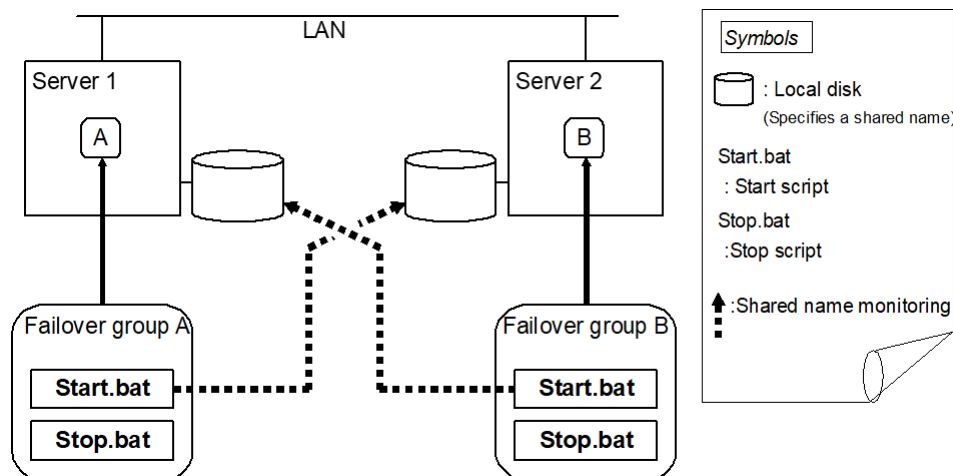 LAN
Server 1
A
Server 2
B
Failover group A
Start.bat
Stop.bat
Failover group B
Start.bat
Stop.bat
Symbols
: Local disk
(Specifies a shared name)
Start.bat
: Start script
Stop.bat
:Stop script
:Shared name monitoring